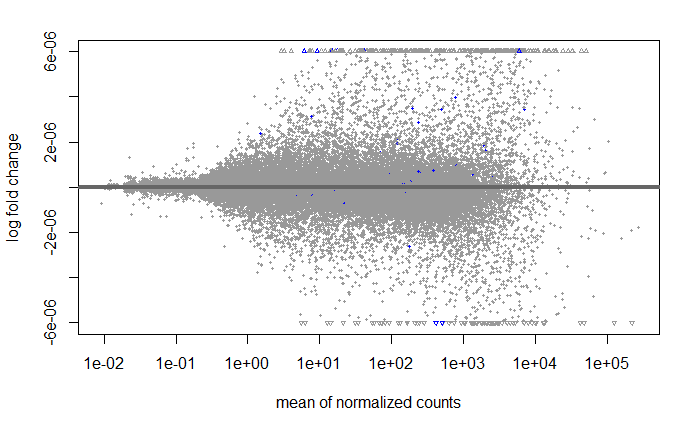 6e-06
2e-06
-2e-06
-6e-06
log fold change
1e-02 1e-01 1e+00 1e+01 1e+02 1e+03 1e+04 1e+05
mean of normalized counts